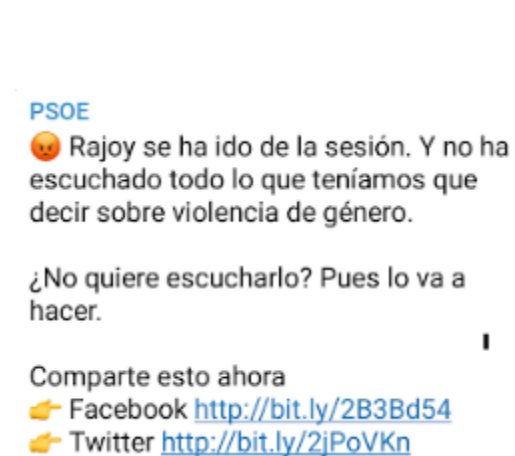 PSOE
😡 Rajoy se ha ido de la sesión. Y no ha
escuchado todo lo que teníamos que
decir sobre violencia de género.
¿No quiere escucharlo? Pues lo va a
hacer.
Comparte esto ahora
👉 Facebook http://bit.ly/2B3Bd54
👉 Twitter http://bit.ly/2jPoVKn